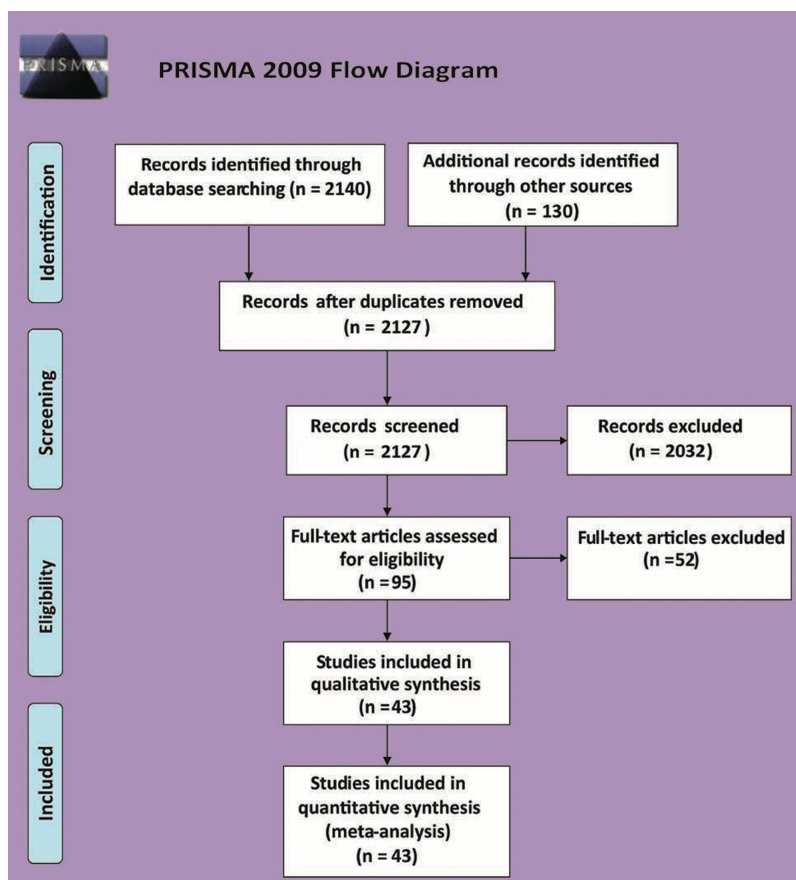 PRISMA
PRISMA 2009 Flow Diagram
Identification
Records identified through
database searching (n = 2140)
Additional records identified
through other sources
(n = 130)
Records after duplicates removed
(n = 2127)
Screening
Records screened
(n = 2127)
Records excluded
(n = 2032)
Eligibility
Full-text articles assessed
for eligibility
(n =95)
Full-text articles excluded
(n =52)
Studies included in
qualitative synthesis
(n =43)
Included
Studies included in
quantitative synthesis
(meta-analysis)
(n = 43)